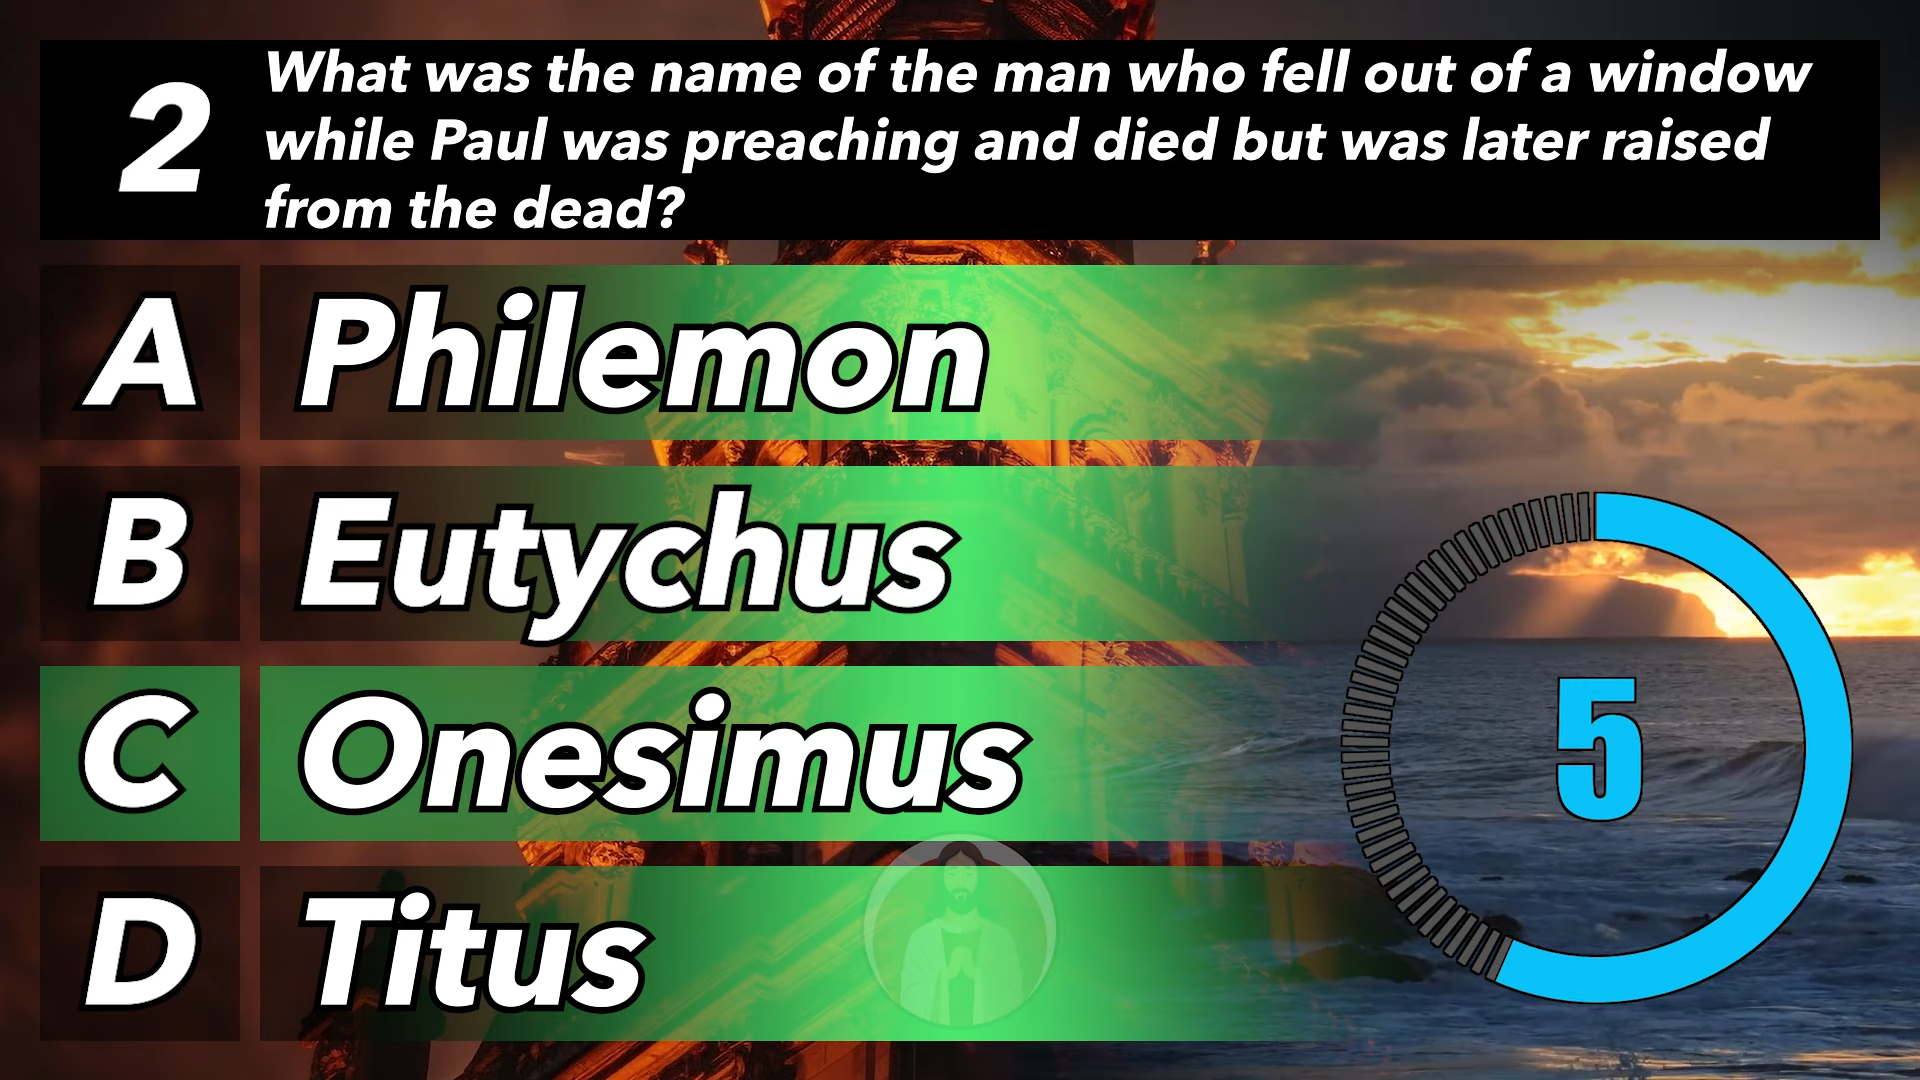 2
What was the name of the man who fell out of a window
while Paul was preaching and died but was later raised
from the dead?
A Philemon
B Eutychus
C Onesimus
D Titus
5